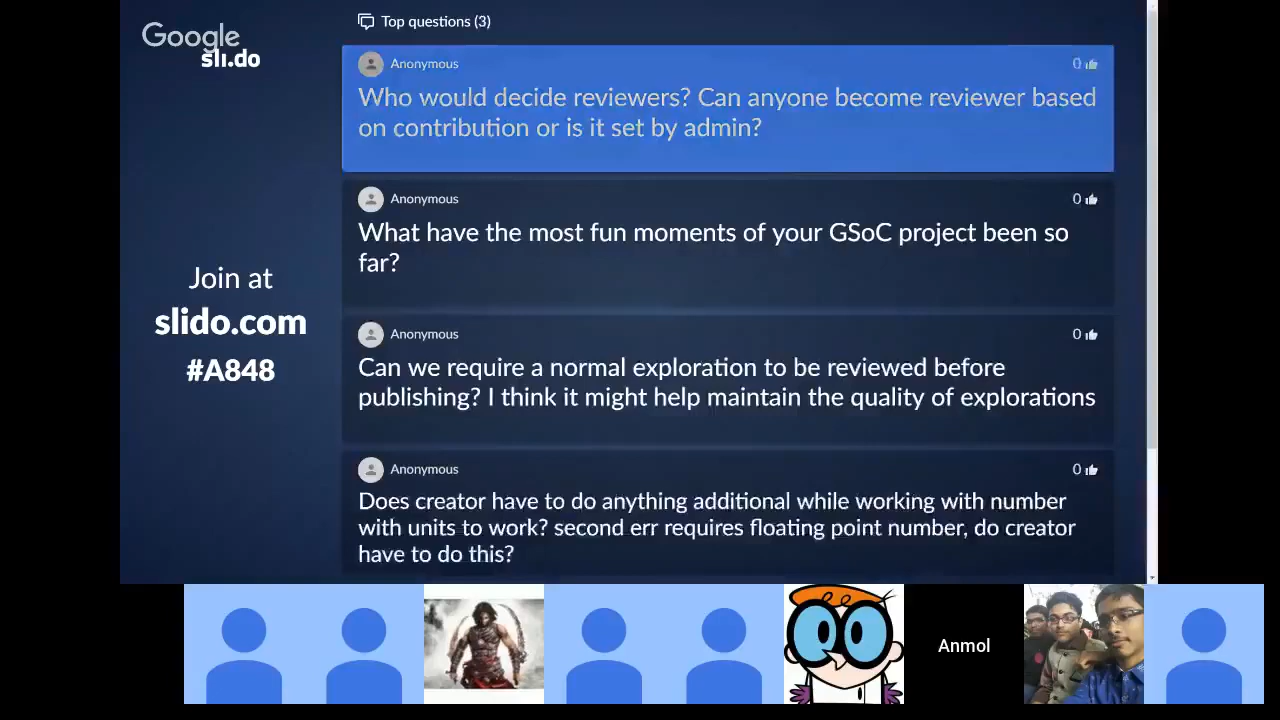 Google
sli.do
Top questions (3)
Anonymous
0
Who would decide reviewers? Can anyone become reviewer based
on contribution or is it set by admin?
Anonymous
0
What have the most fun moments of your GSoC project been so
far?
Join at
slido.com
#A848
Anonymous
0
Can we require a normal exploration to be reviewed before
publishing? I think it might help maintain the quality of explorations
Anonymous
0
Does creator have to do anything additional while working with number
with units to work? second err requires floating point number, do creator
have to do this?
Anmol